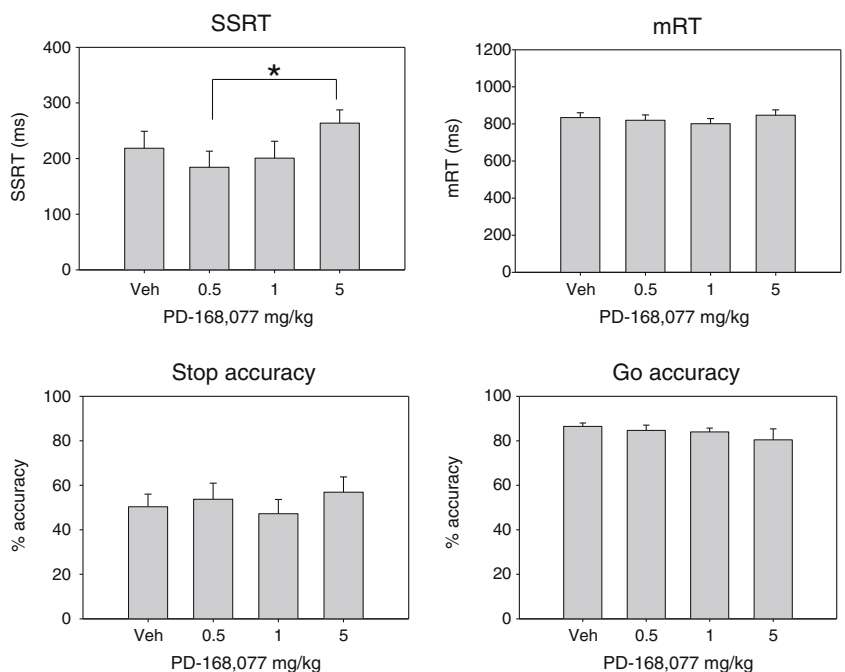 SSRT
*
SSRT (ms)
400
300
200
100
0
Veh 0.5 1 5
PD-168,077 mg/kg
mRT
mRT (ms)
1200
1000
800
600
400
200
0
Veh 0.5 1 5
PD-168,077 mg/kg
Stop accuracy
% accuracy
100
80
60
40
20
0
Veh 0.5 1 5
PD-168,077 mg/kg
Go accuracy
% accuracy
100
80
60
40
20
0
Veh 0.5 1 5
PD-168,077 mg/kg